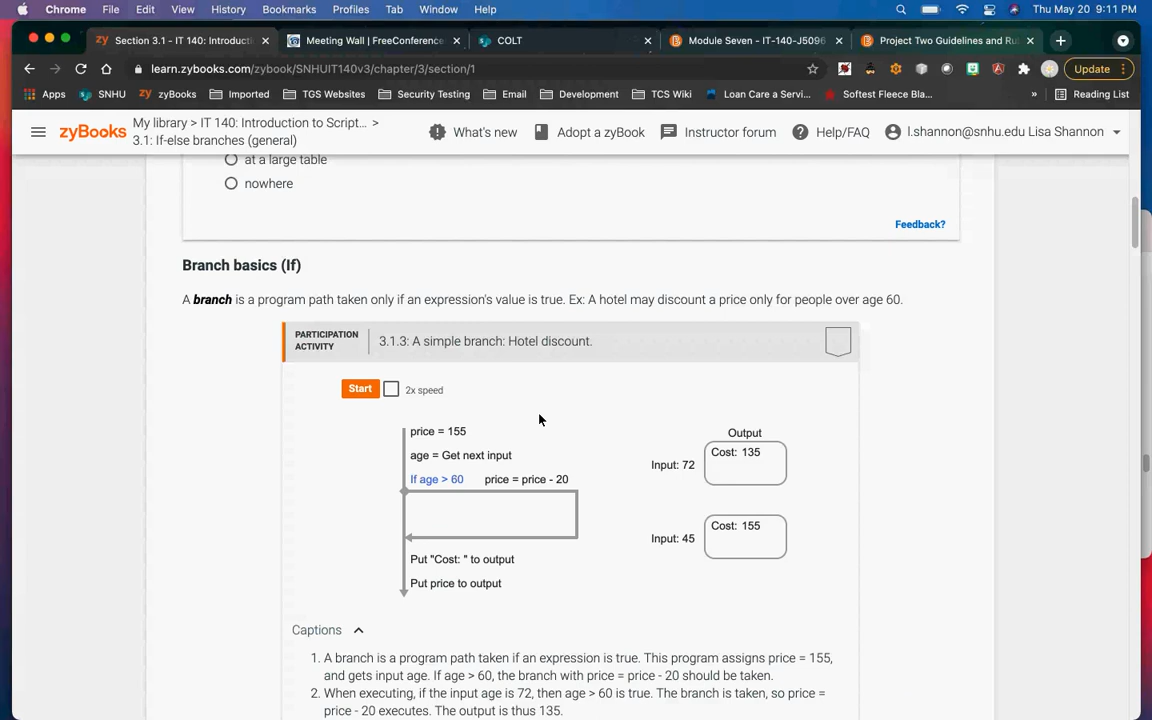 Chrome File Edit View History Bookmarks Profiles Tab Window Help Thu May 20 9:11 PM
Section 3.1 - IT 140: Introducti Meeting Wall | FreeConference COLT Module Seven - IT-140-J5096 Project Two Guidelines and Ru
learn.zybooks.com/zybook/SNHUIT140v3/chapter/3/section/1 Update
Apps SNHU zyBooks Imported TGS Websites Security Testing Email Development TCS Wiki Loan Care a Servi... Softest Fleece Bla... » Reading List
zyBooks My library > IT 140: Introduction to Script... >
3.1: If-else branches (general)
What's new Adopt a zyBook Instructor forum Help/FAQ l.shannon@snhu.edu Lisa Shannon
at a large table
nowhere
Feedback?
Branch basics (If)
A branch is a program path taken only if an expression's value is true. Ex: A hotel may discount a price only for people over age 60.
PARTICIPATION
ACTIVITY
3.1.3: A simple branch: Hotel discount.
Start 2x speed
price = 155
age = Get next input
If age > 60 price = price - 20
Put "Cost: " to output
Put price to output
Output
Input: 72 Cost: 135
Input: 45 Cost: 155
Captions
1. A branch is a program path taken if an expression is true. This program assigns price = 155,
and gets input age. If age > 60, the branch with price = price - 20 should be taken.
2. When executing, if the input age is 72, then age > 60 is true. The branch is taken, so price =
price - 20 executes. The output is thus 135.